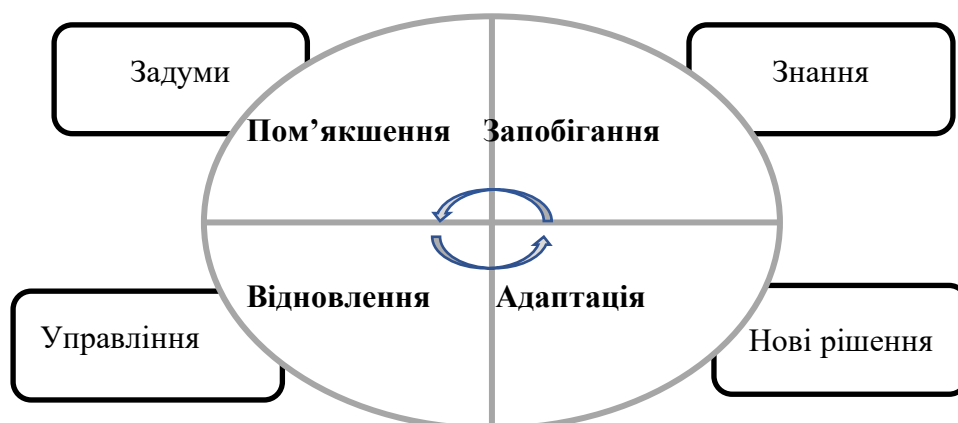 Задуми
Знання
Пом’якшення
Запобігання
Відновлення
Адаптація
Управління
Нові рішення